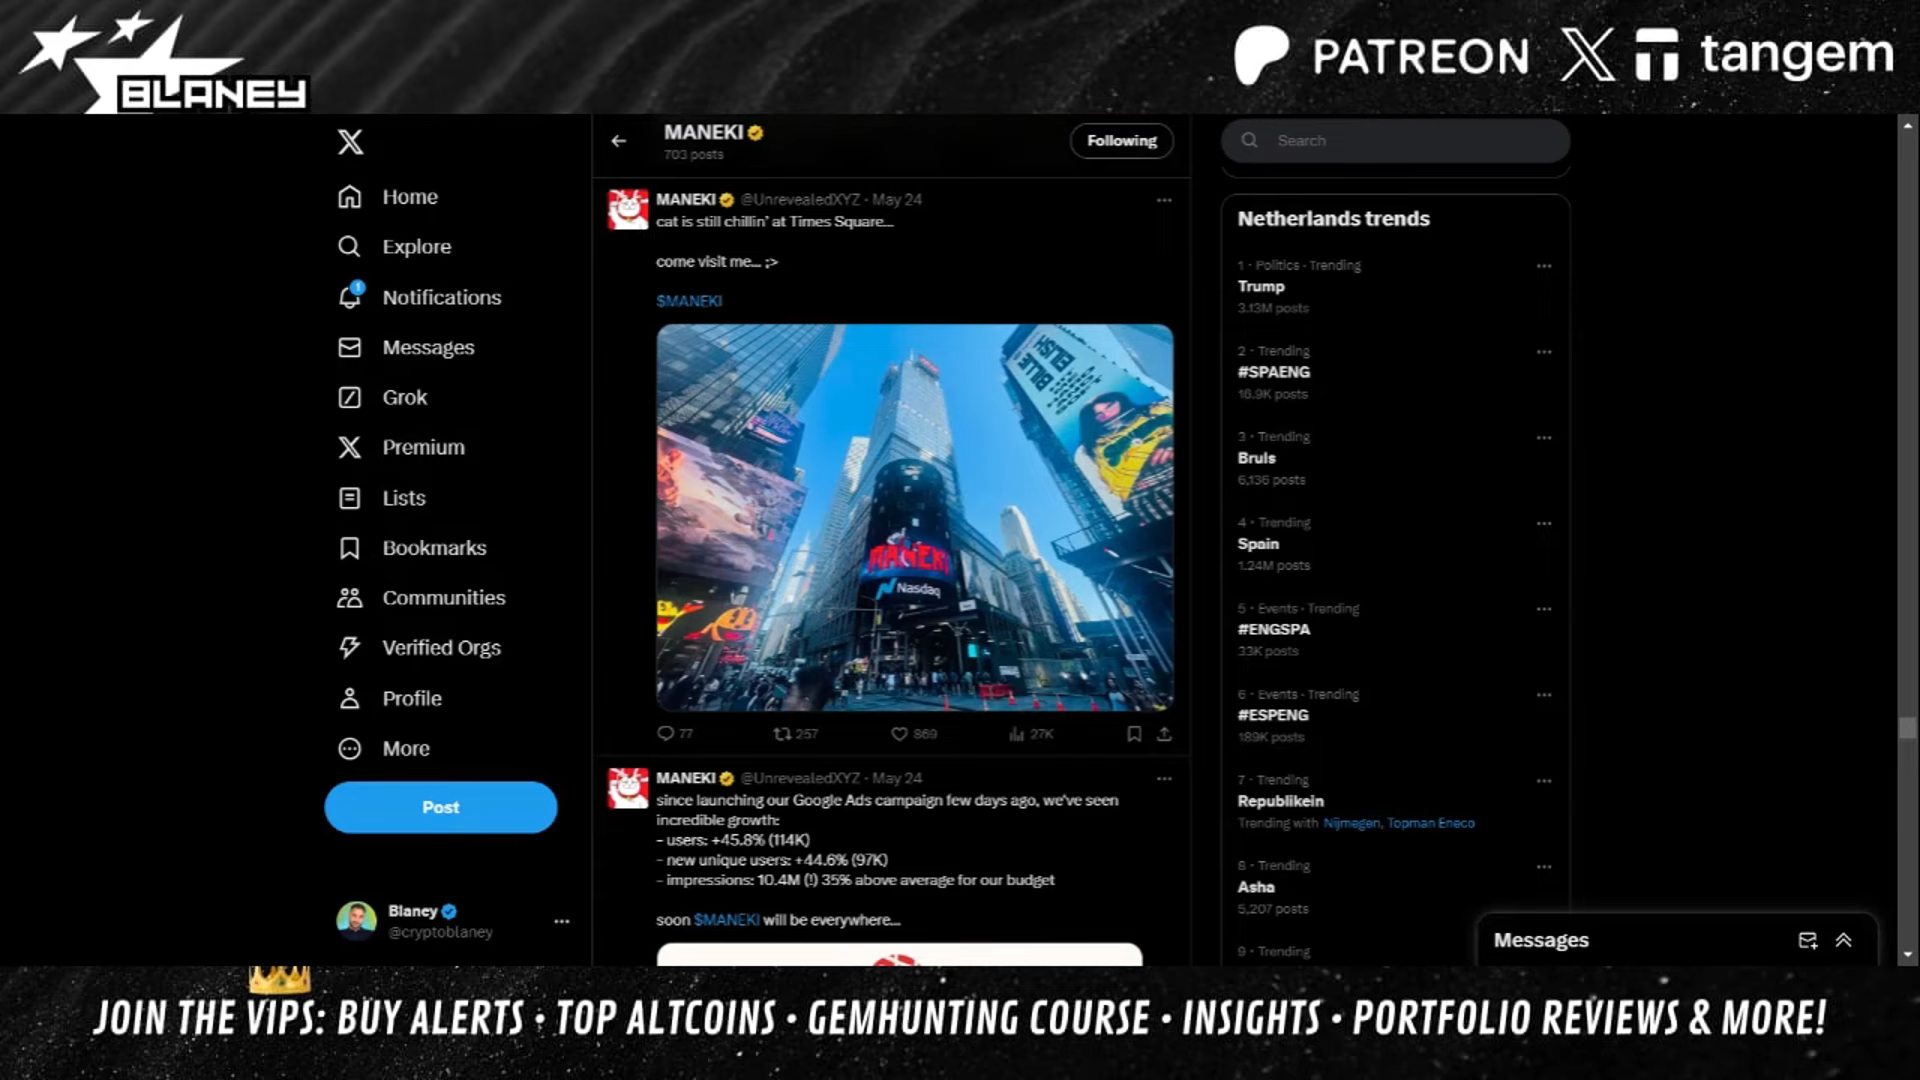 BLANEY
PATREON
tangem
MANEKI
703 posts
Following
Search
Home
Explore
1
Notifications
Messages
Grok
Premium
Lists
Bookmarks
Communities
Verified Orgs
Profile
More
Post
Blaney
@cryptoblaney
MANEKI @UnrevealedXYZ · May 24
cat is still chillin' at Times Square...
come visit me... ;>
$MANEKI
BLUSH
MANEKI
Nasdaq
77
257
869
27K
MANEKI @UnrevealedXYZ · May 24
since launching our Google Ads campaign few days ago, we've seen
incredible growth:
- users: +45.8% (114K)
- new unique users: +44.6% (97K)
- impressions: 10.4M (!) 35% above average for our budget
soon $MANEKI will be everywhere...
Netherlands trends
1 · Politics · Trending
Trump
3.13M posts
2 · Trending
#SPAENG
16.9K posts
3 · Trending
Bruls
6,136 posts
4 · Trending
Spain
1.24M posts
5 · Events · Trending
#ENGSPA
33K posts
6 · Events · Trending
#ESPENG
189K posts
7 · Trending
Republikein
Trending with Nijmegen, Topman Eneco
8 · Trending
Asha
5,207 posts
9 · Trending
Messages
JOIN THE VIPS: BUY ALERTS · TOP ALTCOINS · GEMHUNTING COURSE · INSIGHTS · PORTFOLIO REVIEWS & MORE!